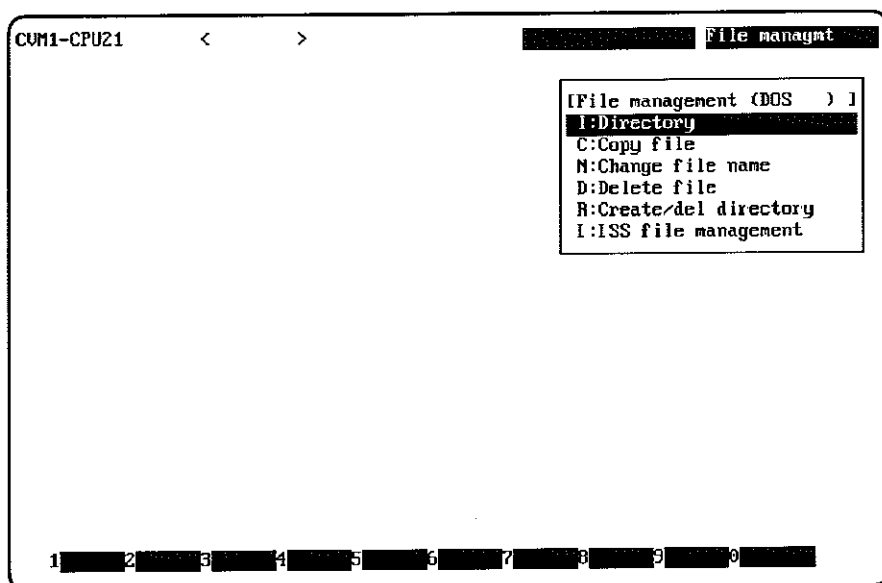 CVM1-CPU21 < > File managmt
[File management (DOS ) ]
I:Directory
C:Copy file
N:Change file name
D:Delete file
R:Create/del directory
I:ISS file management
1 2 3 4 5 6 7 8 9 0